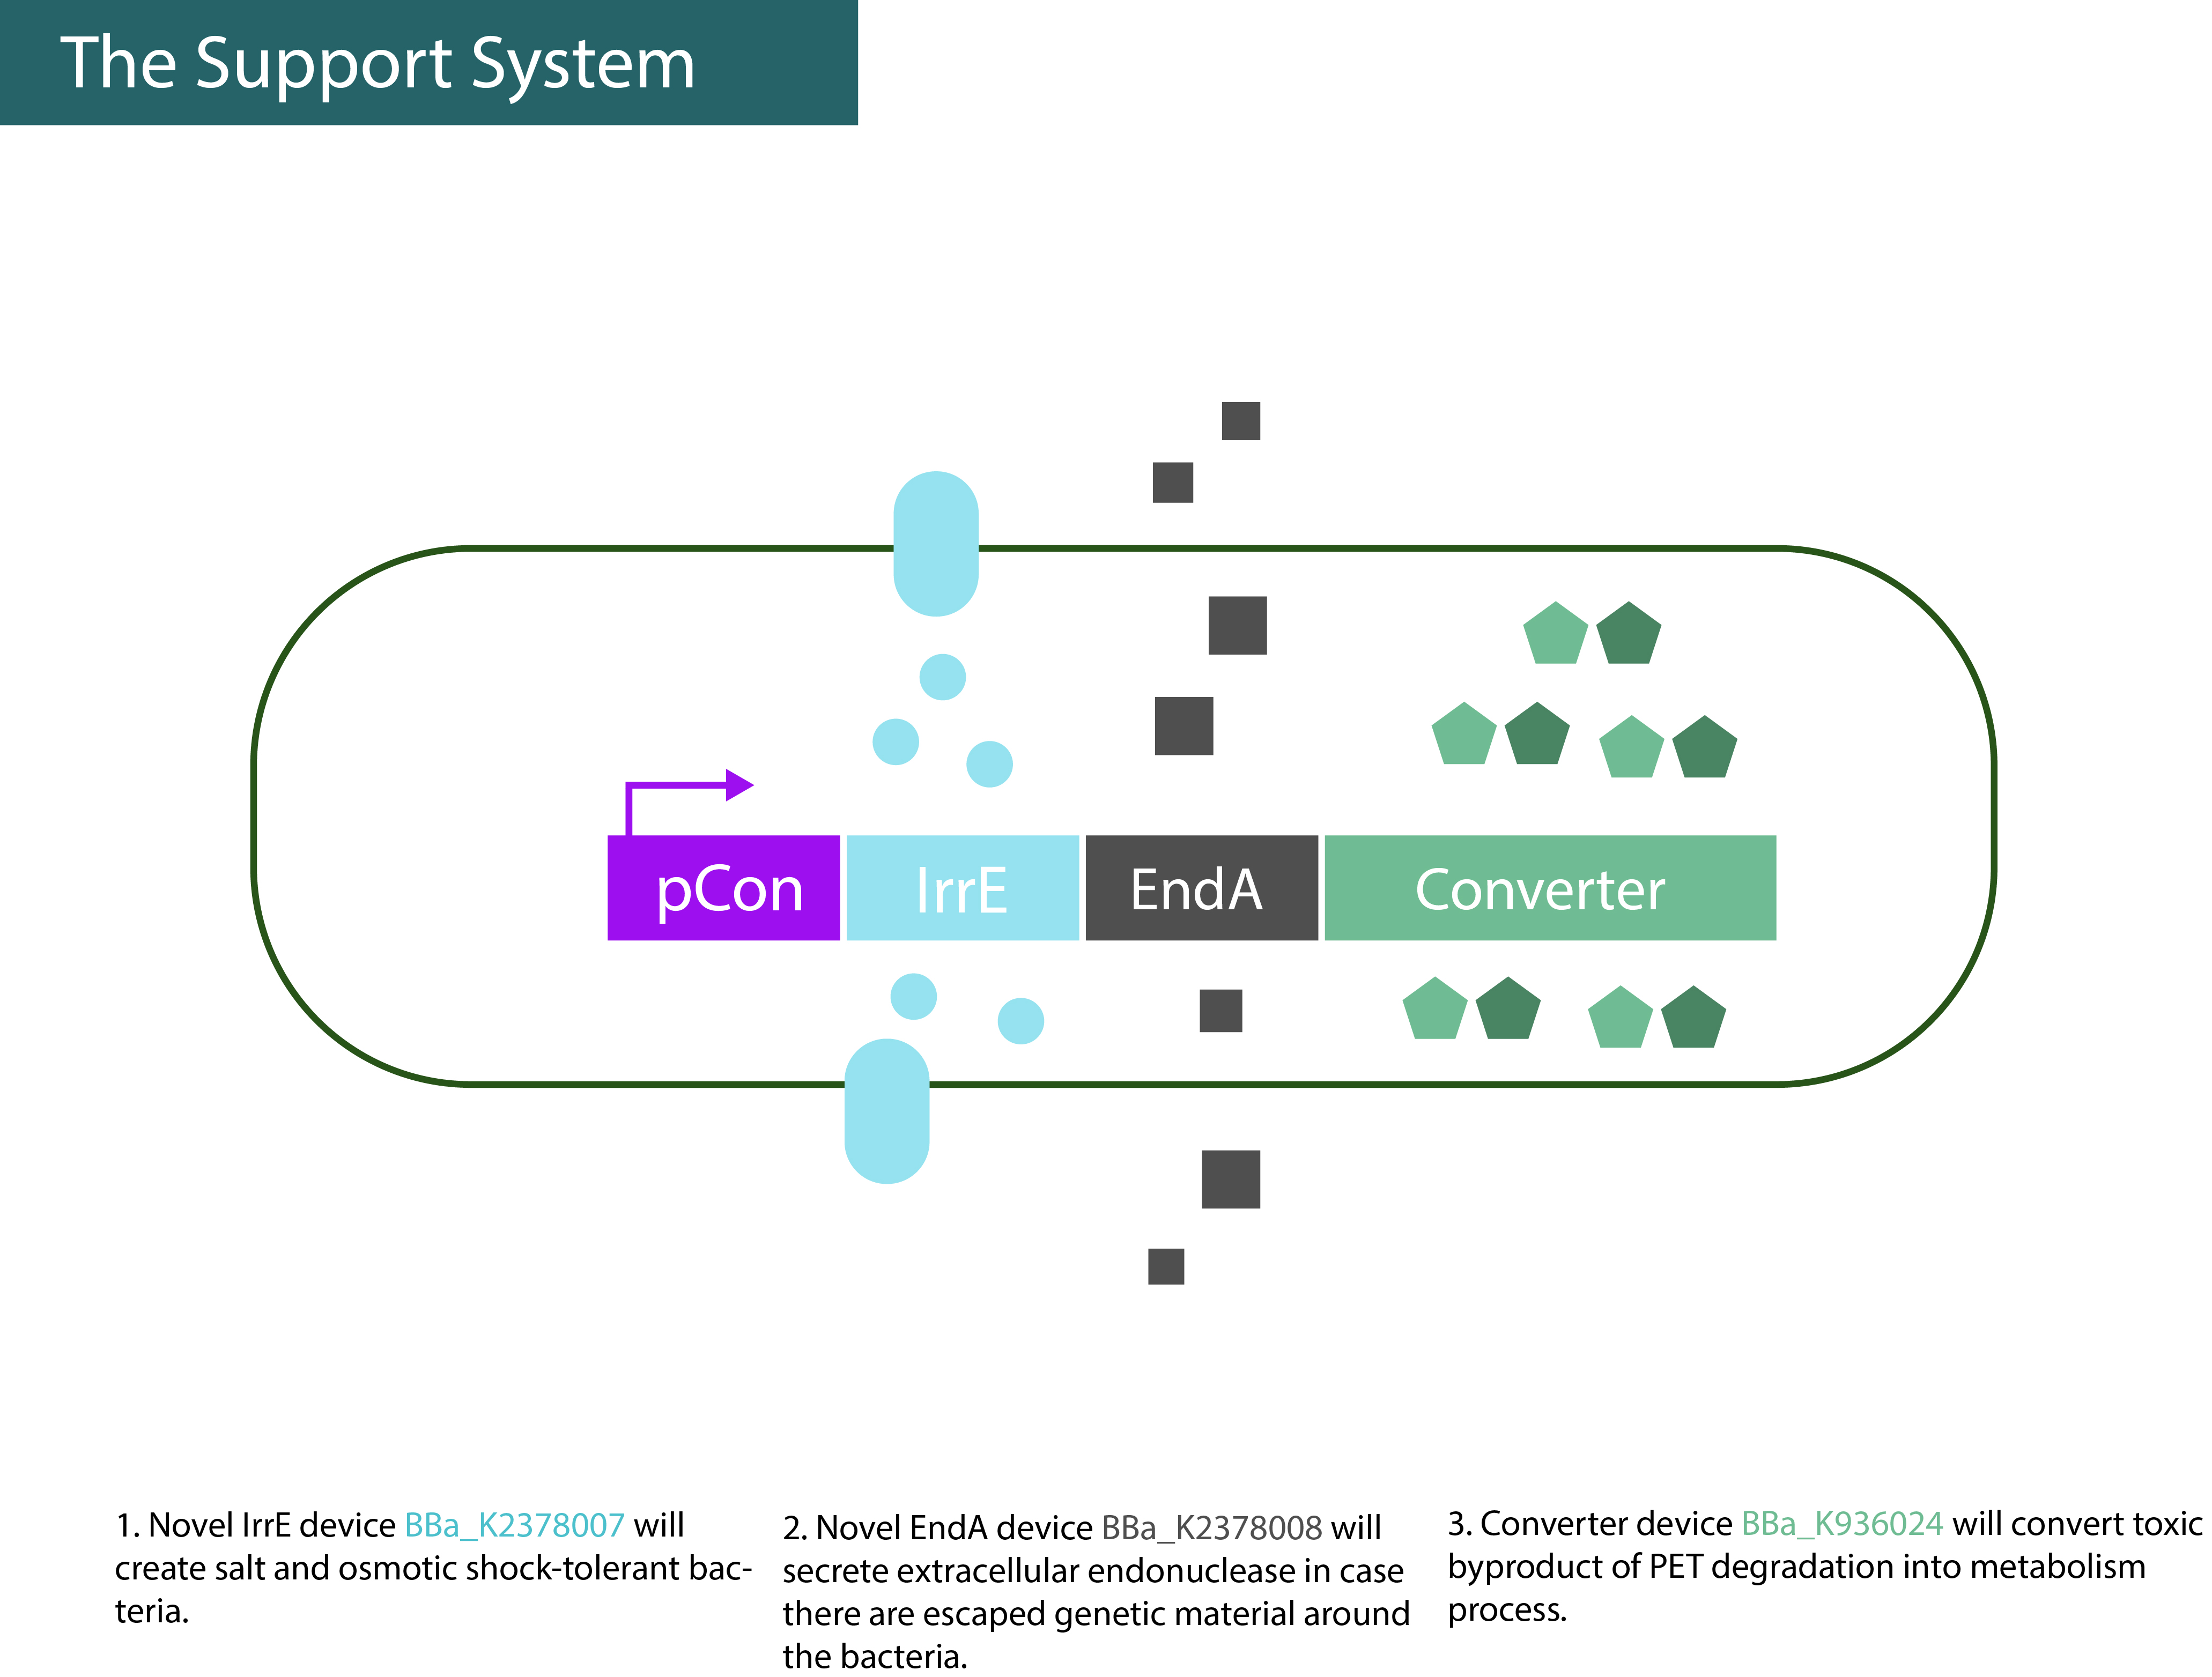 The Support System
pCon
IrrE
EndA
Converter
1. Novel IrrE device BBa_K2378007 will
create salt and osmotic shock-tolerant bac-
teria.
2. Novel EndA device BBa_K2378008 will
secrete extracellular endonuclease in case
there are escaped genetic material around
the bacteria.
3. Converter device BBa_K936024 will convert toxic
byproduct of PET degradation into metabolism
process.